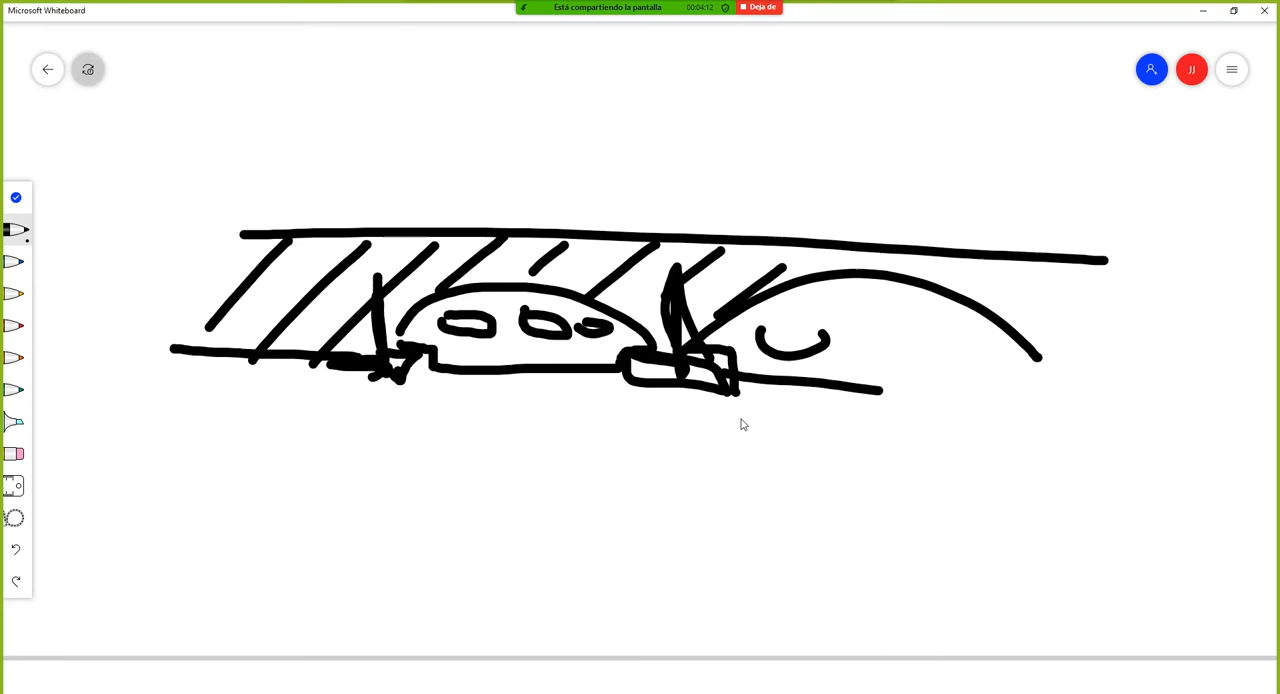 Microsoft Whiteboard
Está compartiendo la pantalla 00:04:12 Deja de
JJ